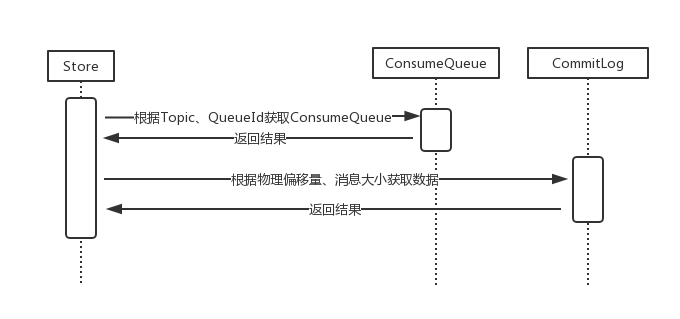 Store
ConsumeQueue
CommitLog
根据Topic、QueueId获取ConsumeQueue
返回结果
根据物理偏移量、消息大小获取数据
返回结果